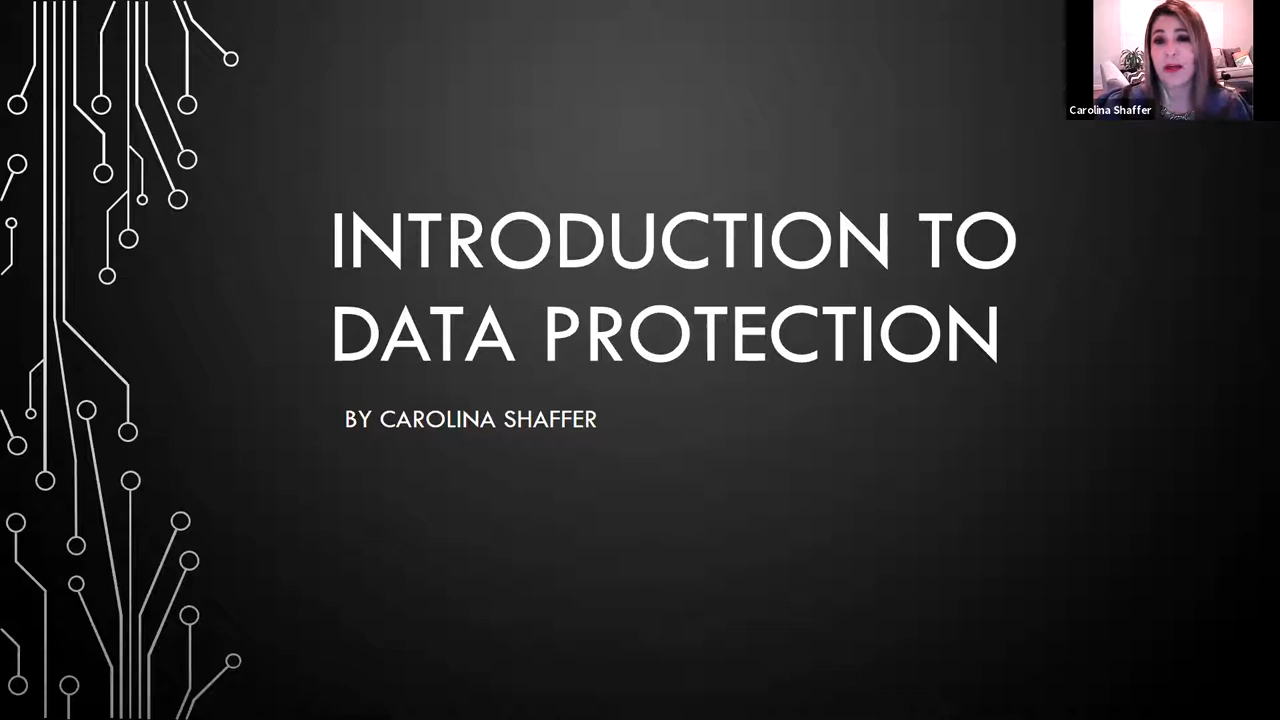 Carolina Shaffer
INTRODUCTION TO
DATA PROTECTION
BY CAROLINA SHAFFER